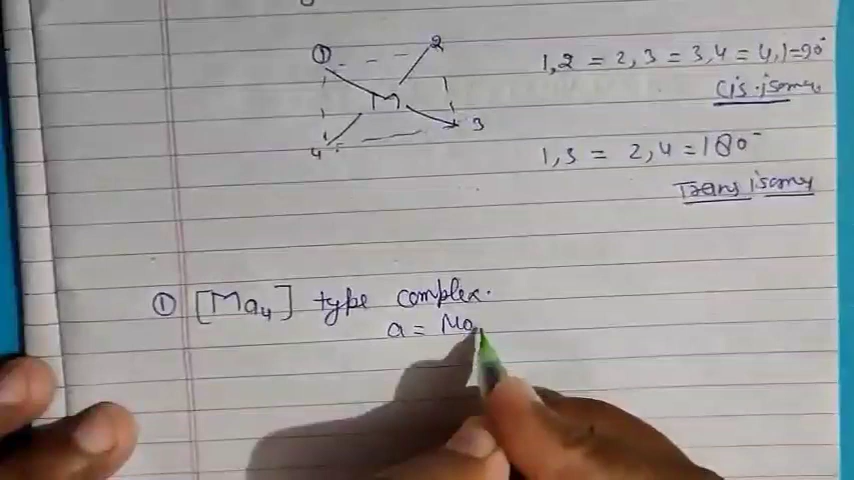 ① 2
M
4 3
1,2 = 2,3 = 3,4 = 4,1=90°
Cis-isomer
1,3 = 2,4 = 180°
Trans isomer
① [Ma₄] type complex.
a = Mo